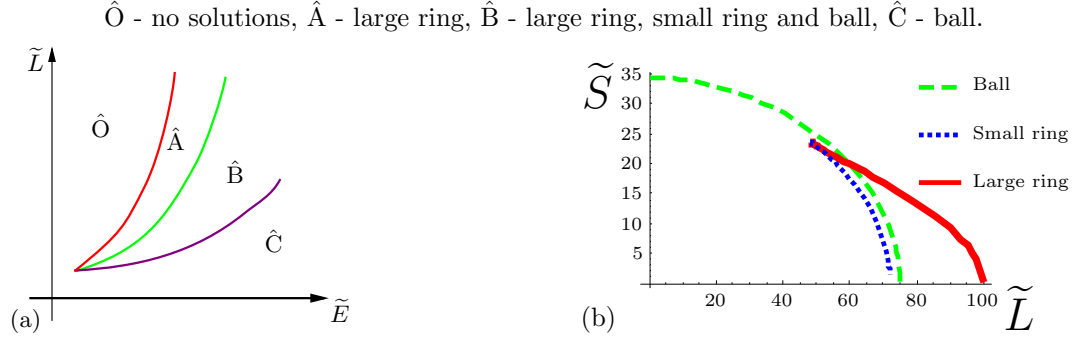 Ô - no solutions, Â - large ring, B̂ - large ring, small ring and ball, Ĉ - ball.
L̃
Ô
Â
B̂
Ĉ
Ẽ
(a)
S̃
35
30
25
20
15
10
5
20
40
60
80
100
L̃
Ball
Small ring
Large ring
(b)